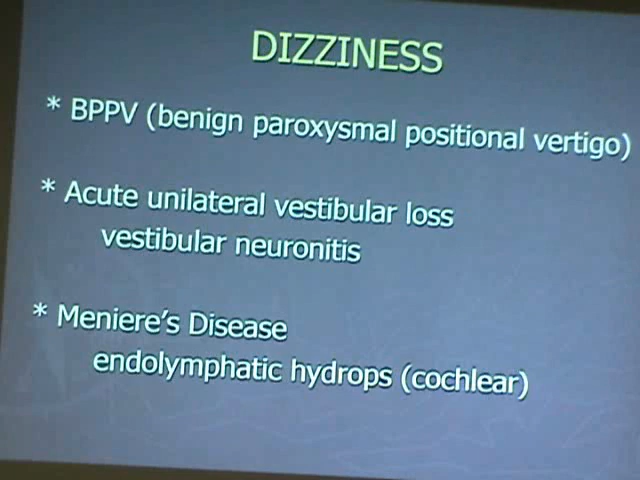 DIZZINESS
* BPPV (benign paroxysmal positional vertigo)
* Acute unilateral vestibular loss
vestibular neuronitis
* Meniere's Disease
endolymphatic hydrops (cochlear)